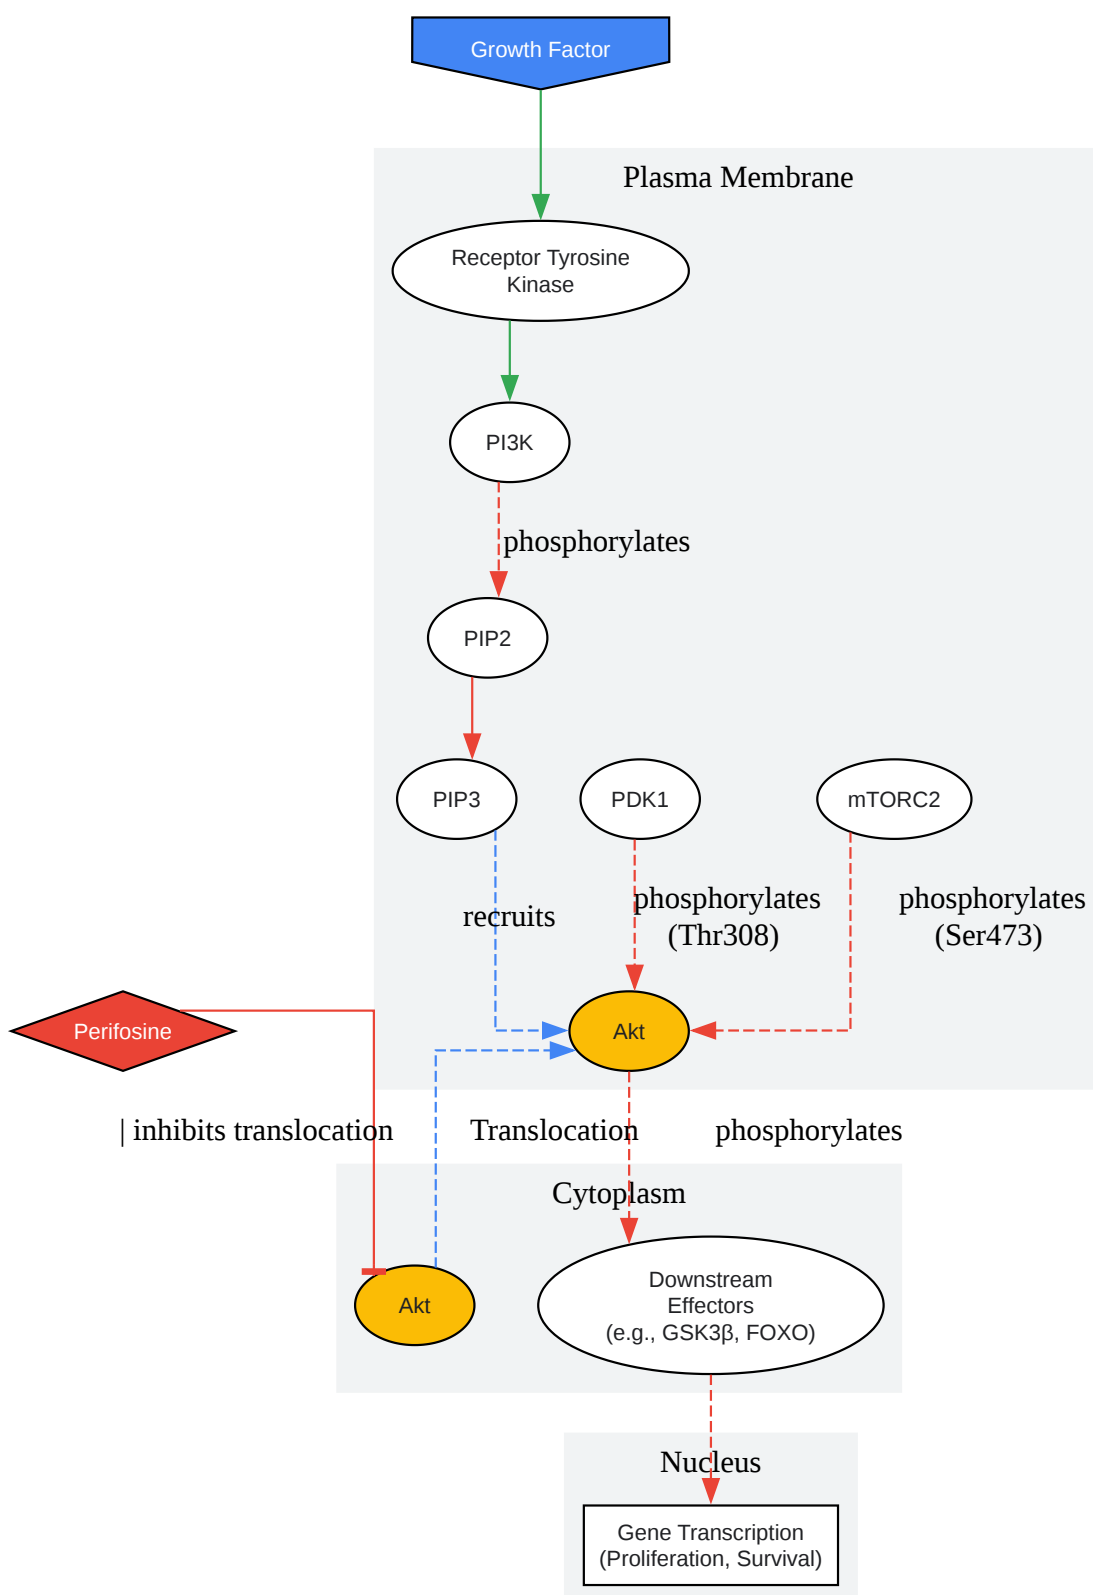 Growth Factor
Plasma Membrane
Receptor Tyrosine
Kinase
PI3K
phosphorylates
PIP2
PIP3
PDK1
mTORC2
recruits
phosphorylates
(Thr308)
phosphorylates
(Ser473)
Perifosine
Akt
| inhibits translocation
Translocation
phosphorylates
Cytoplasm
Akt
Downstream
Effectors
(e.g., GSK3β, FOXO)
Nucleus
Gene Transcription
(Proliferation, Survival)